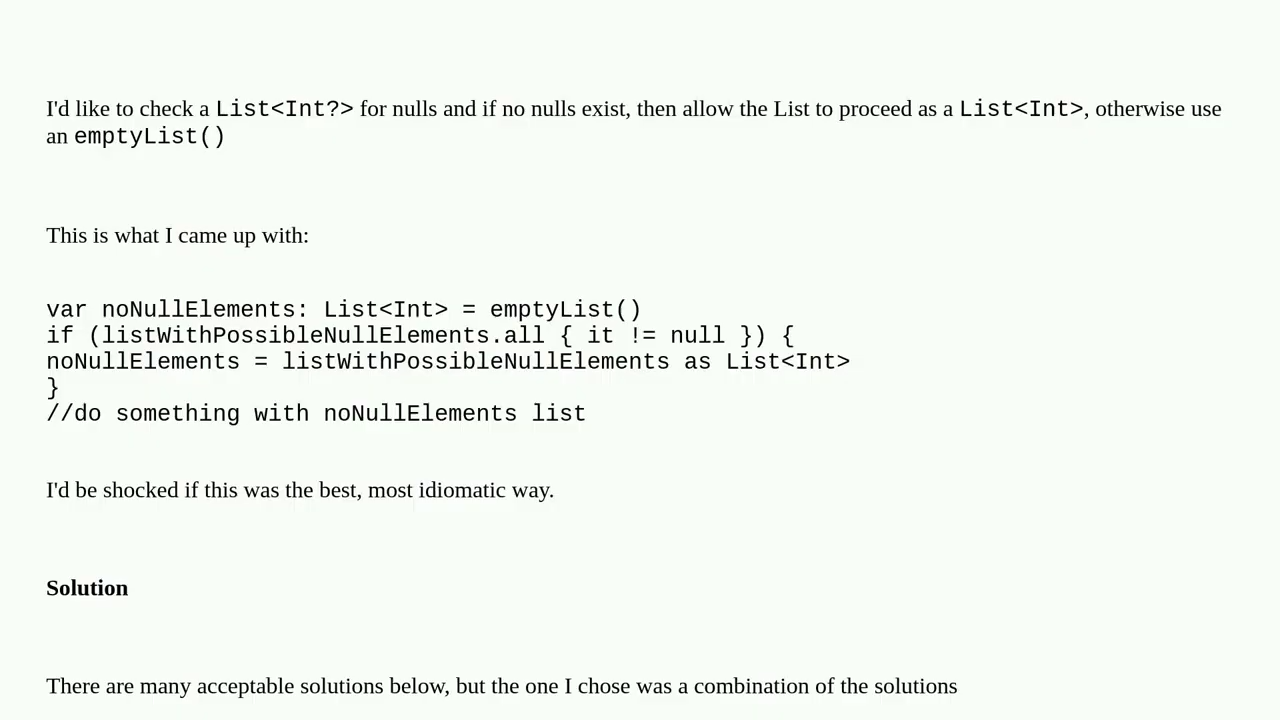 I'd like to check a List<Int?> for nulls and if no nulls exist, then allow the List to proceed as a List<Int>, otherwise use
an emptyList()
This is what I came up with:
var noNullElements: List<Int> = emptyList()
if (listWithPossibleNullElements.all { it != null }) {
noNullElements = listWithPossibleNullElements as List<Int>
}
//do something with noNullElements list
I'd be shocked if this was the best, most idiomatic way.
Solution
There are many acceptable solutions below, but the one I chose was a combination of the solutions